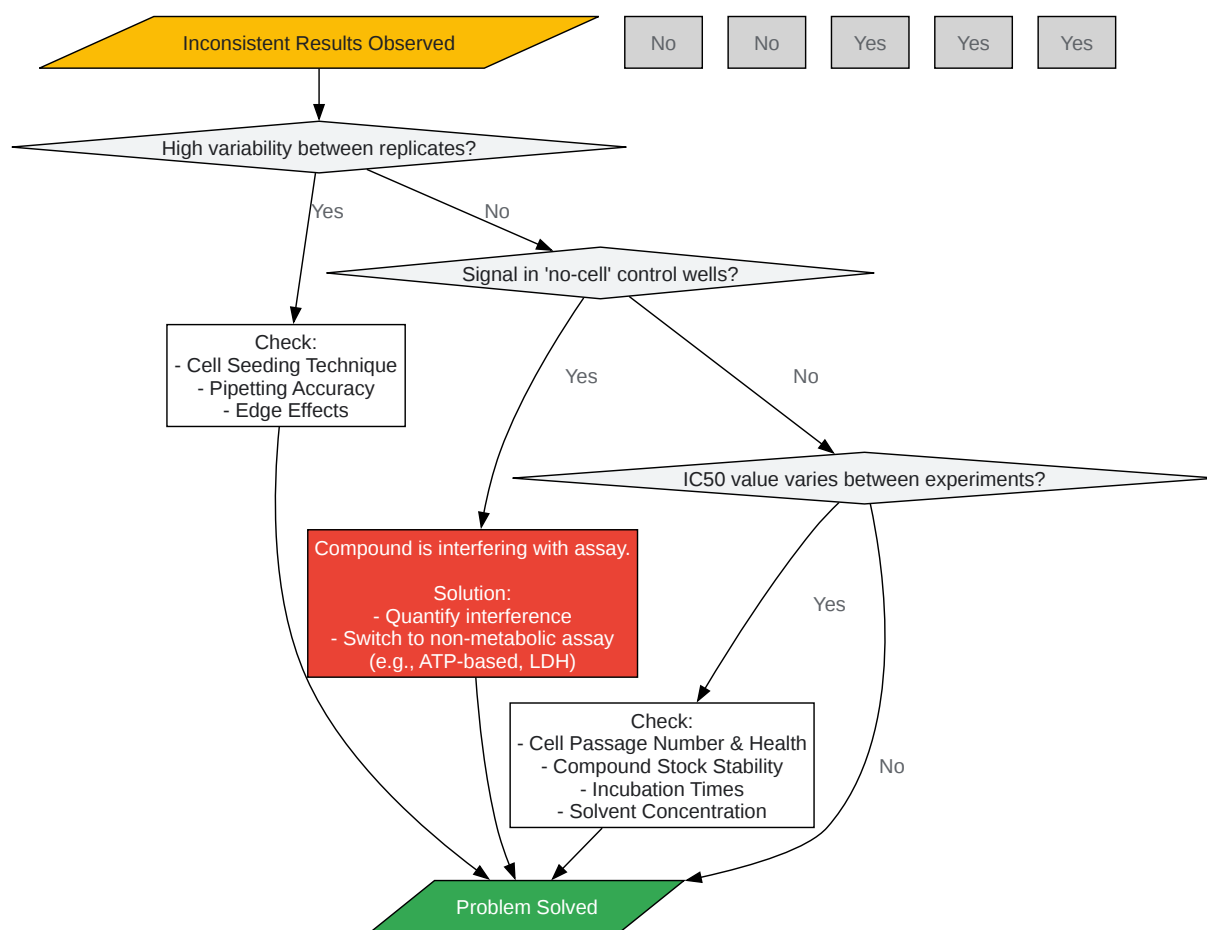 Inconsistent Results Observed
No
No
Yes
Yes
Yes
High variability between replicates?
Yes
No
Signal in 'no-cell' control wells?
Check:
- Cell Seeding Technique
- Pipetting Accuracy
- Edge Effects
Yes
No
IC50 value varies between experiments?
Compound is interfering with assay.
Solution:
- Quantify interference
- Switch to non-metabolic assay
(e.g., ATP-based, LDH)
Yes
Check:
- Cell Passage Number & Health
- Compound Stock Stability
- Incubation Times
- Solvent Concentration
No
Problem Solved